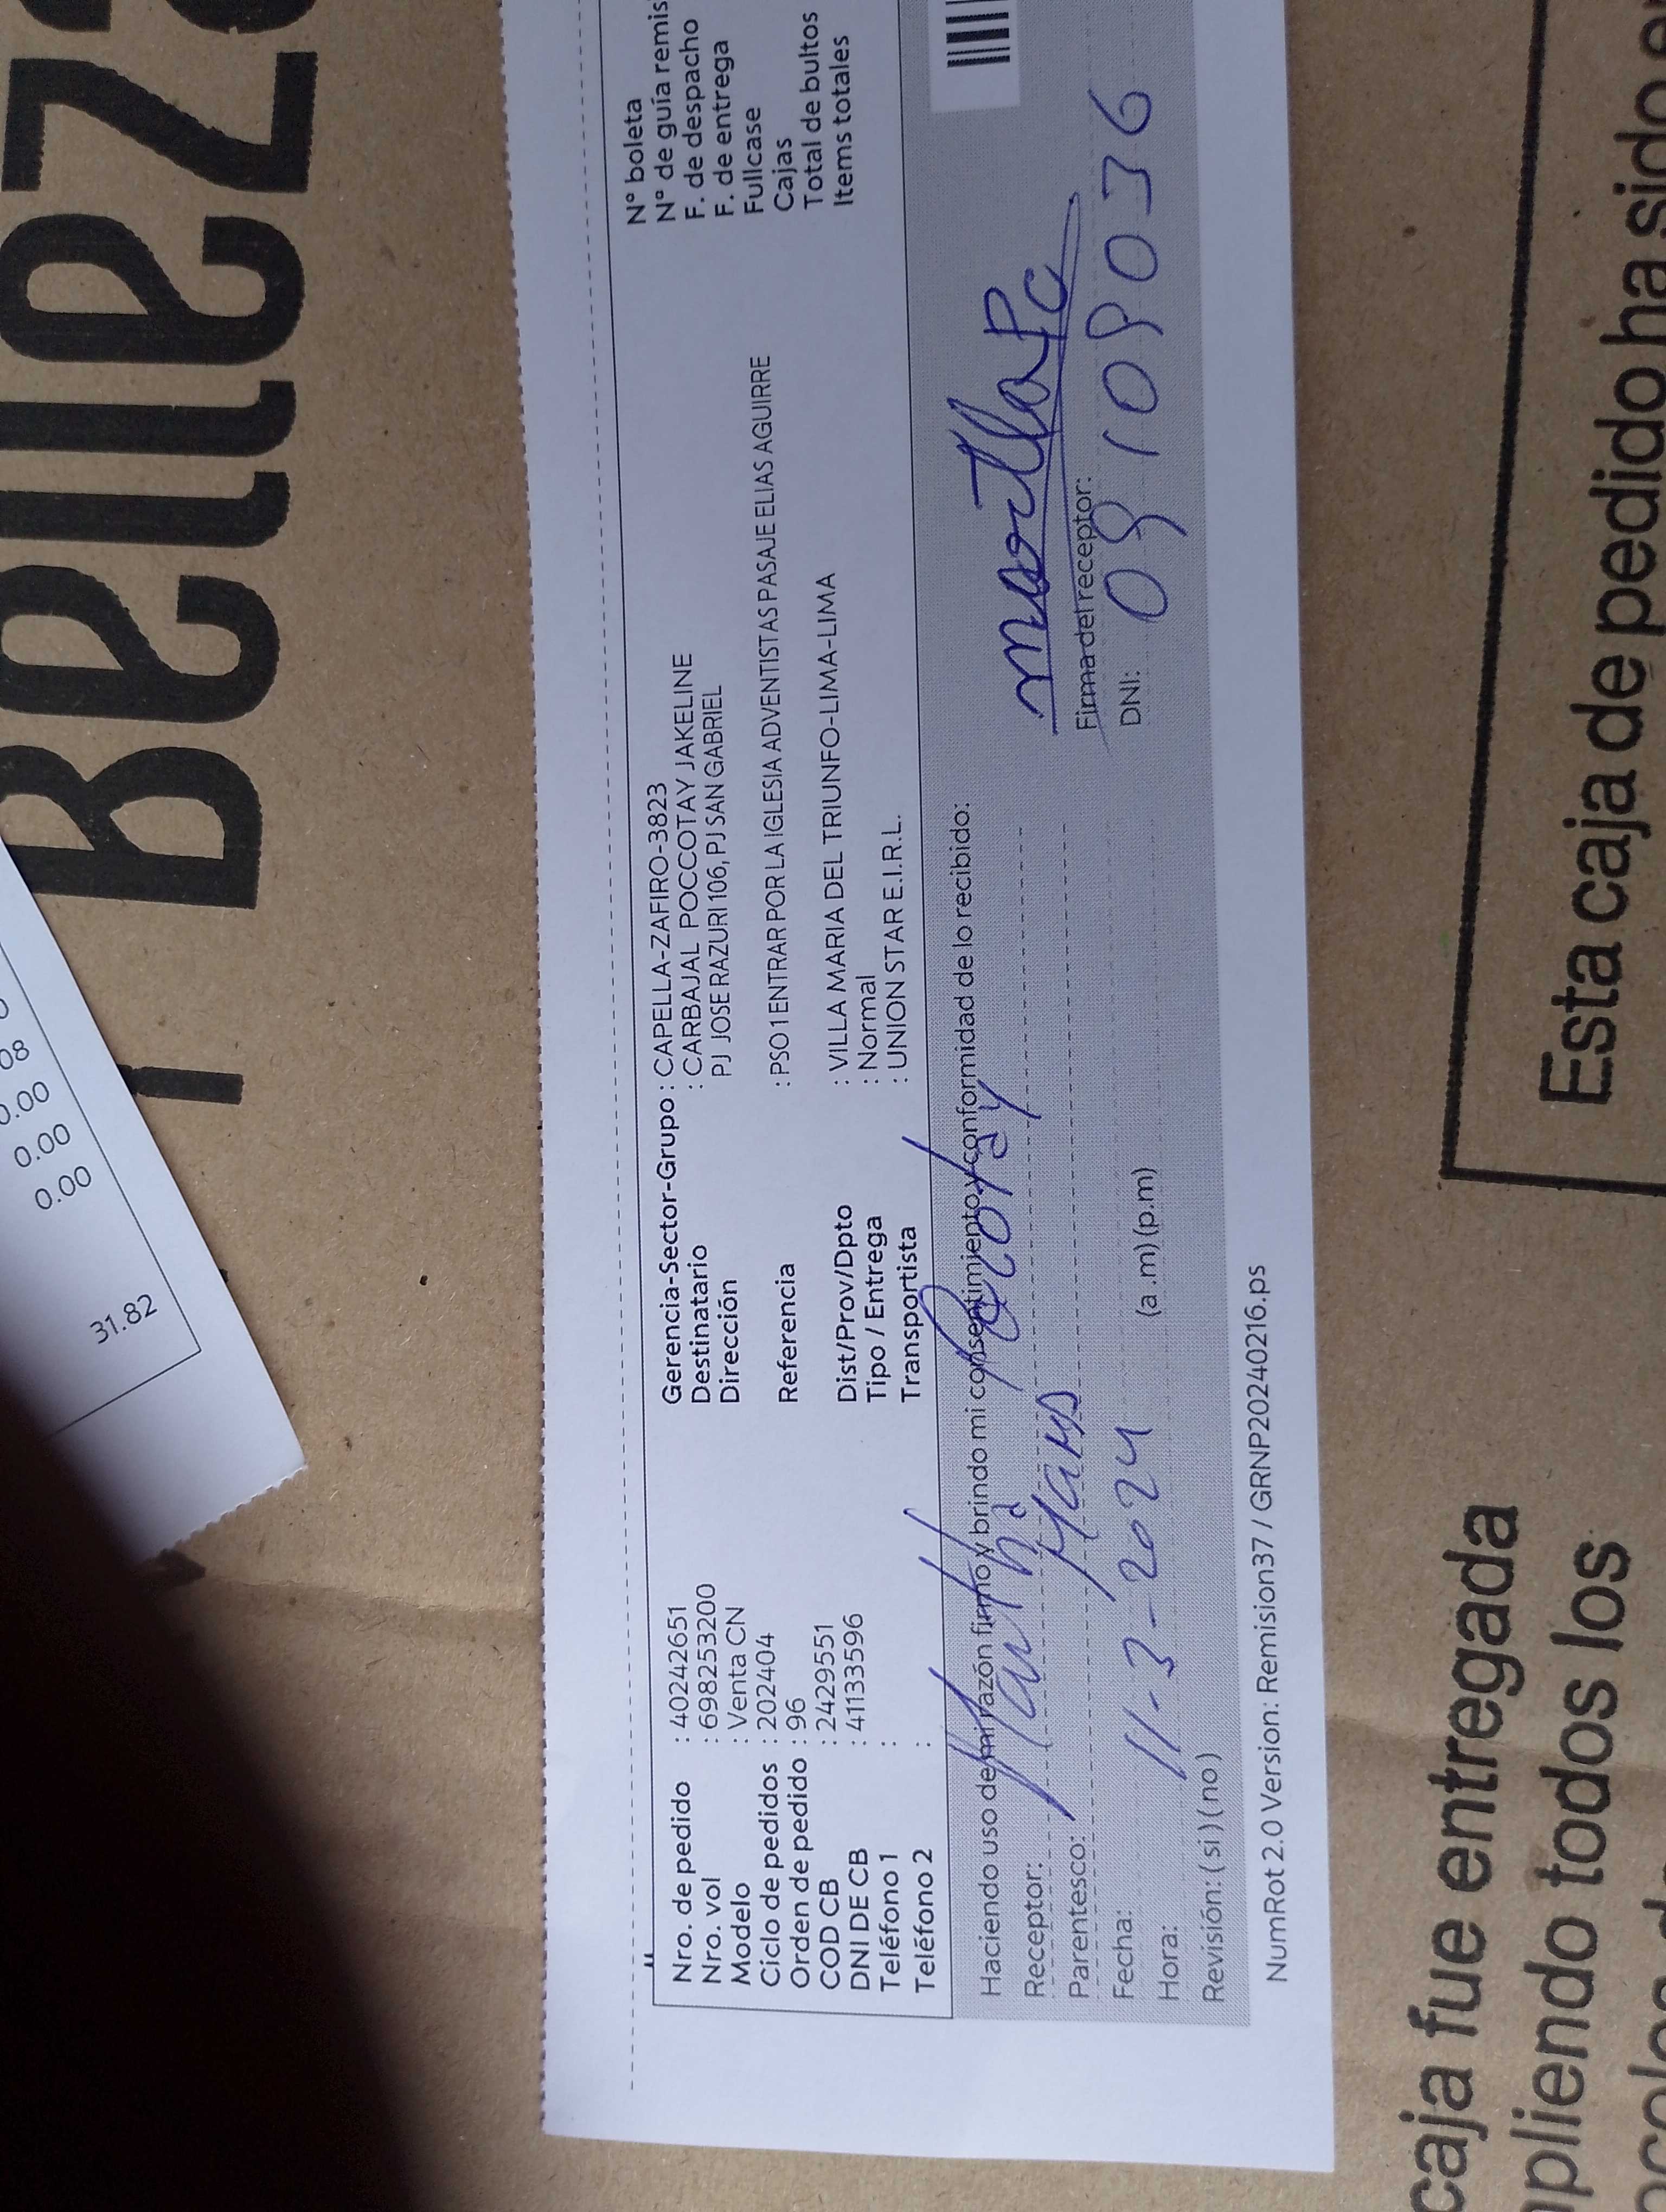 Belleza
08
0.00
0.00
0.00
31.82
Nro. de pedido : 40242651
Nro. vol : 698253200
Modelo : Venta CN
Ciclo de pedidos : 202404
Orden de pedido : 96
COD CB : 2429551
DNI DE CB : 41133596
Teléfono 1 :
Teléfono 2 :
Gerencia-Sector-Grupo : CAPELLA-ZAFIRO-3823
Destinatario : CARBAJAL POCCOTAY JAKELINE
Dirección PJ JOSE RAZURI 106, PJ SAN GABRIEL
Referencia : PSO 1 ENTRAR POR LA IGLESIA ADVENTISTAS PASAJE ELIAS AGUIRRE
Dist/Prov/Dpto : VILLA MARIA DEL TRIUNFO-LIMA-LIMA
Tipo / Entrega : Normal
Transportista : UNION STAR E.I.R.L.
N° boleta
N° de guía remis
F. de despacho
F. de entrega
Fullcase
Cajas
Total de bultos
Items totales
Haciendo uso de mi razón firmo y brindo mi consentimiento y conformidad de lo recibido:
Receptor: Martha Poccotay
Parentesco:
Fecha: 11-3-2024
Hora: (a .m) (p.m)
Revisión: ( si ) ( no )
Firma del receptor:
DNI:
NumRot 2.0 Version: Remision37 / GRNP20240216.ps
caja fue entregada
pliendo todos los
Esta caja de pedido ha sido